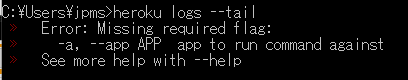 C:¥Users¥jpms>heroku logs --tail
» Error: Missing required flag:
» -a, --app APP app to run command against
» See more help with --help